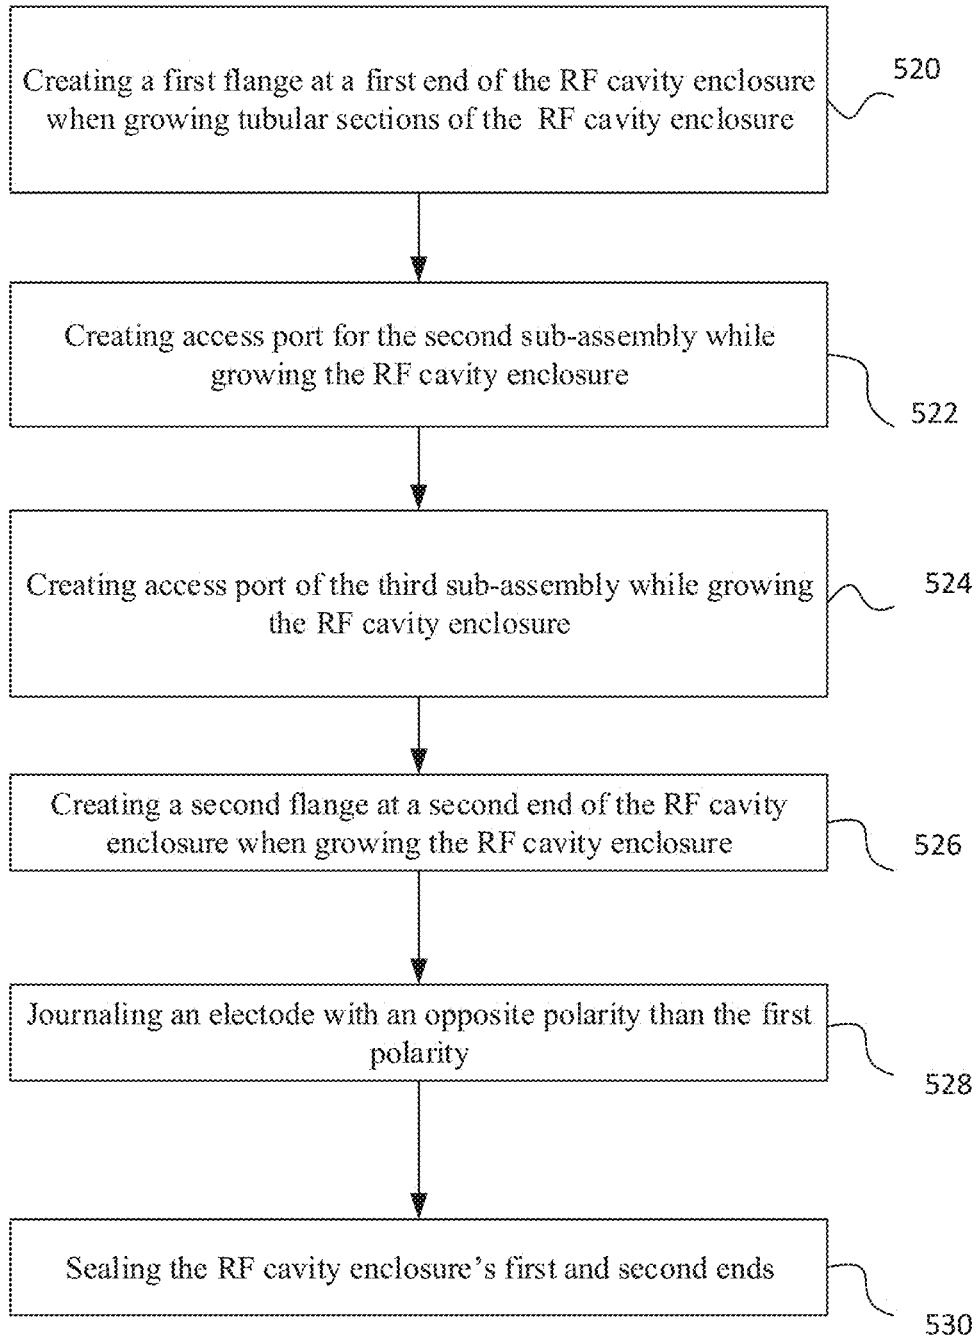 Creating a first flange at a first end of the RF cavity enclosure
when growing tubular sections of the RF cavity enclosure
520
Creating access port for the second sub-assembly while
growing the RF cavity enclosure
522
Creating access port of the third sub-assembly while growing
the RF cavity enclosure
524
Creating a second flange at a second end of the RF cavity
enclosure when growing the RF cavity enclosure
526
Journaling an electode with an opposite polarity than the first
polarity
528
Sealing the RF cavity enclosure's first and second ends
530